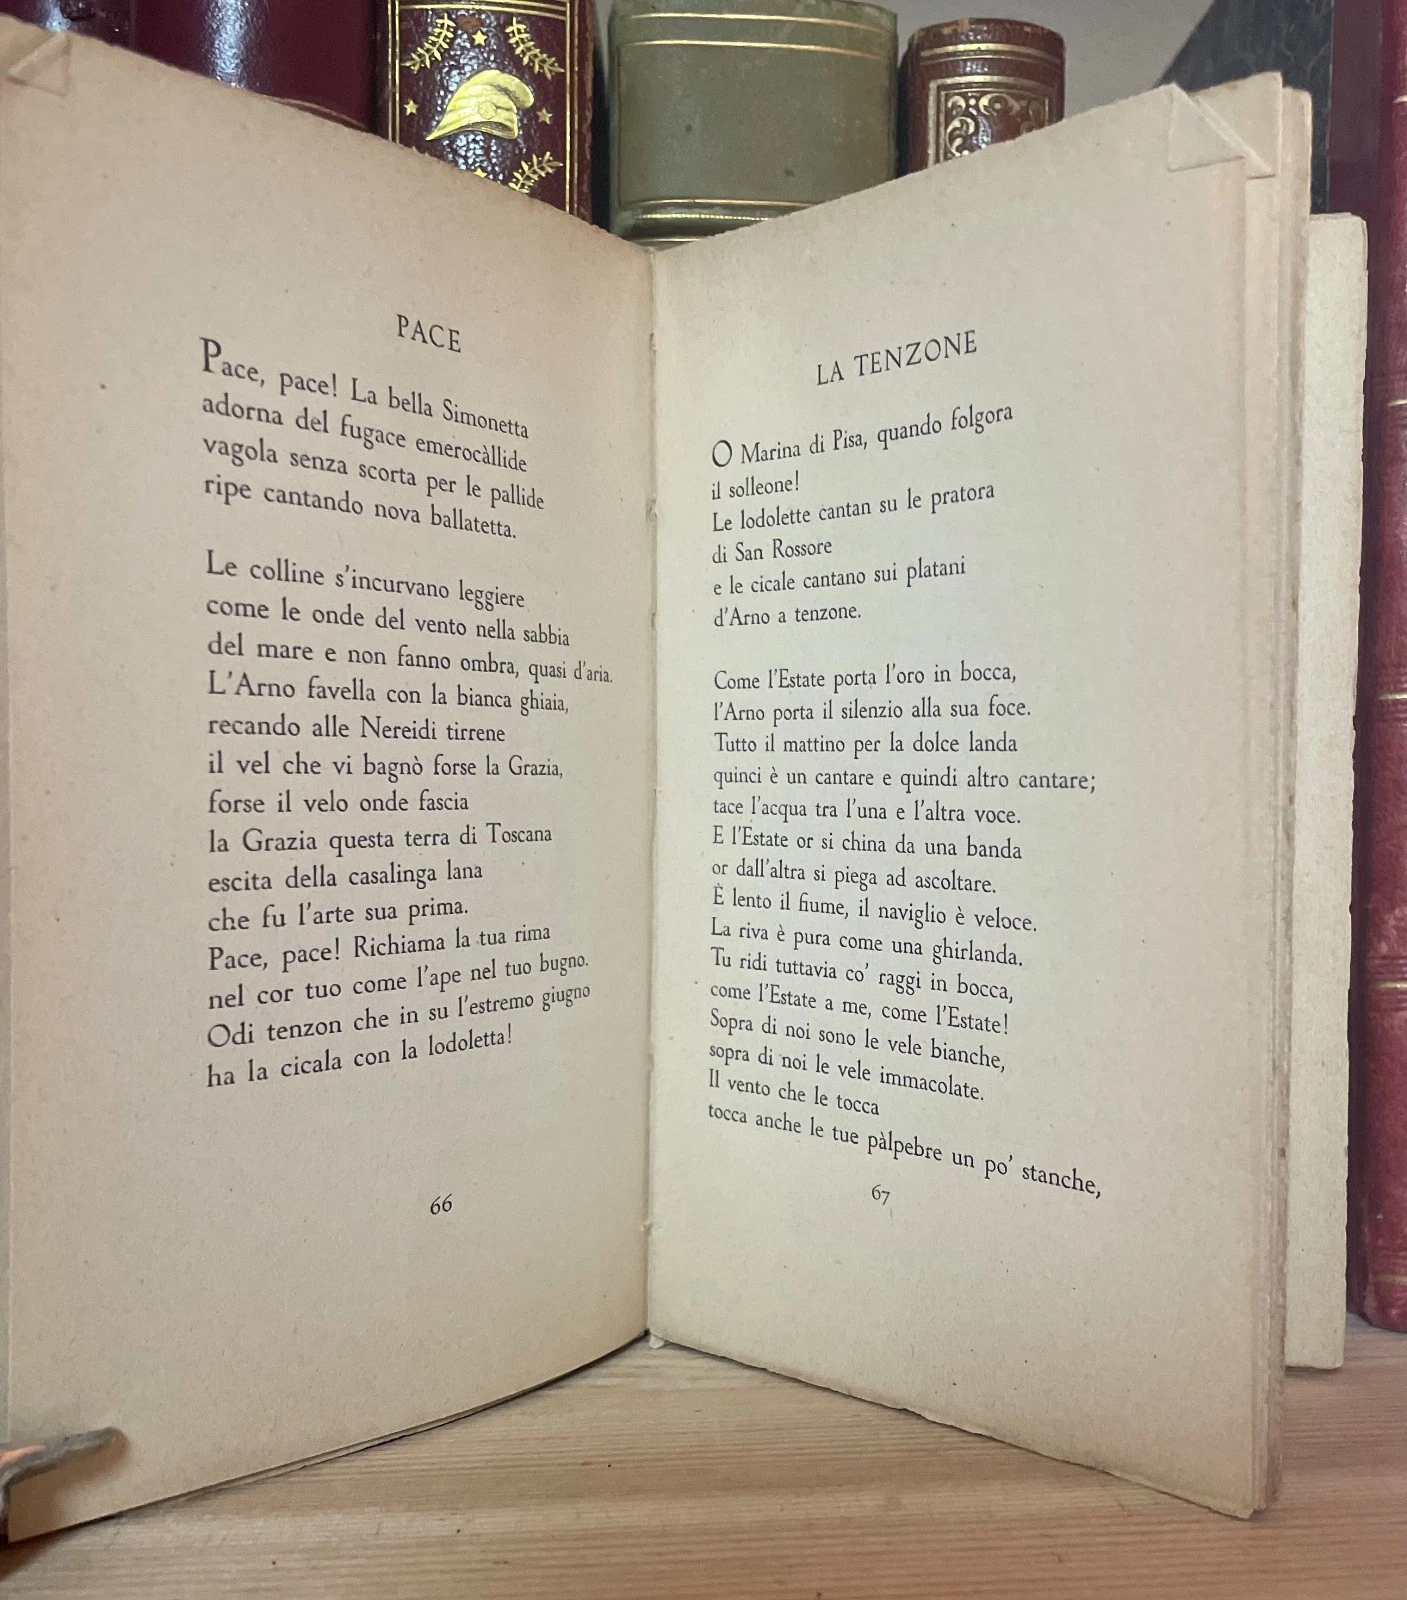 PACE
Pace, pace! La bella Simonetta
adorna del fugace emerocàllide
vagola senza scorta per le pallide
ripe cantando nova ballatetta.
Le colline s'incurvano leggiere
come le onde del vento nella sabbia
del mare e non fanno ombra, quasi d'aria.
L'Arno favella con la bianca ghiaia,
recando alle Nereidi tirrene
il vel che vi bagnò forse la Grazia,
forse il velo onde fascia
la Grazia questa terra di Toscana
escita della casalinga lana
che fu l'arte sua prima.
Pace, pace! Richiama la tua rima
nel cor tuo come l'ape nel tuo bugno.
Odi tenzon che in su l'estremo giugno
ha la cicala con la lodoletta!
66
LA TENZONE
O Marina di Pisa, quando folgora
il solleone!
Le lodolette cantan su le pratora
di San Rossore
e le cicale cantano sui platani
d'Arno a tenzone.
Come l'Estate porta l'oro in bocca,
l'Arno porta il silenzio alla sua foce.
Tutto il mattino per la dolce landa
quinci è un cantare e quindi altro cantare;
tace l'acqua tra l'una e l'altra voce.
E l'Estate or si china da una banda
or dall'altra si piega ad ascoltare.
È lento il fiume, il naviglio è veloce.
La riva è pura come una ghirlanda.
Tu ridi tuttavia co' raggi in bocca,
come l'Estate a me, come l'Estate!
Sopra di noi sono le vele bianche,
sopra di noi le vele immacolate.
Il vento che le tocca
tocca anche le tue pàlpebre un po' stanche,
67